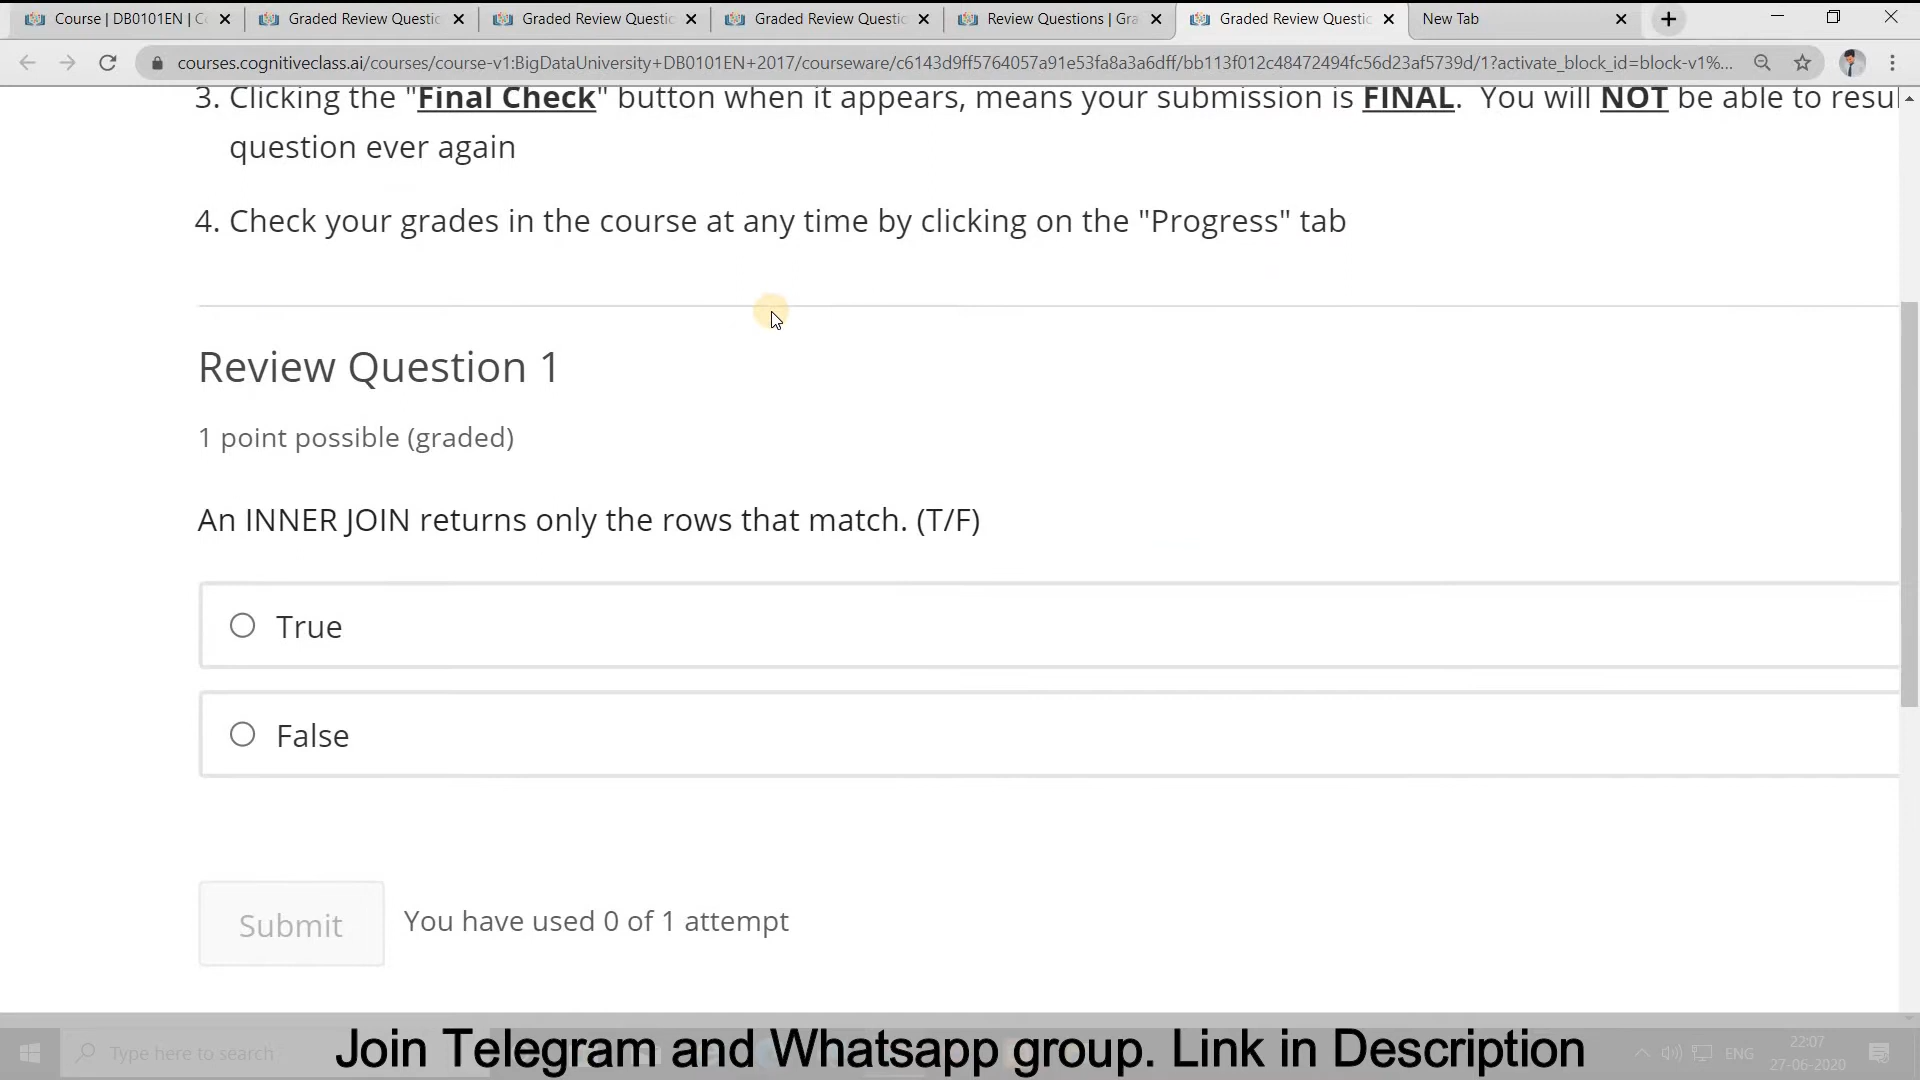 Course | DB0101EN | C
Graded Review Questic
Graded Review Questic
Graded Review Questic
Review Questions | Gra
Graded Review Questic
New Tab
courses.cognitiveclass.ai/courses/course-v1:BigDataUniversity+DB0101EN+2017/courseware/c6143d9ff5764057a91e53fa8a3a6dff/bb113f012c48472494fc56d23af5739d/1?activate_block_id=block-v1%...
3. Clicking the "Final Check" button when it appears, means your submission is FINAL. You will NOT be able to resu
question ever again
4. Check your grades in the course at any time by clicking on the "Progress" tab
Review Question 1
1 point possible (graded)
An INNER JOIN returns only the rows that match. (T/F)
True
False
Submit
You have used 0 of 1 attempt
Type here to search
Join Telegram and Whatsapp group. Link in Description
ENG
22:07
27-06-2020